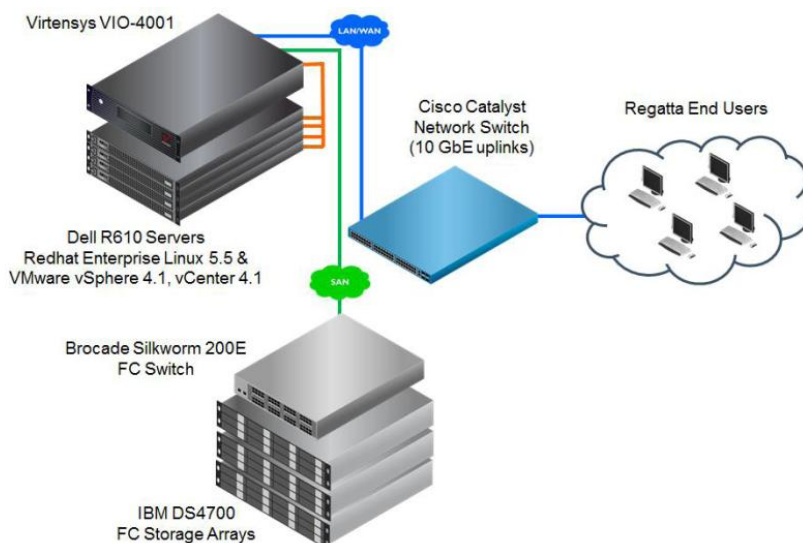 Virtensys VIO-4001
LAN/WAN
Cisco Catalyst
Network Switch
(10 GbE uplinks)
Regatta End Users
Dell R610 Servers
Redhat Enterprise Linux 5.5 &
VMware vSphere 4.1, vCenter 4.1
SAN
Brocade Silkworm 200E
FC Switch
IBM DS4700
FC Storage Arrays